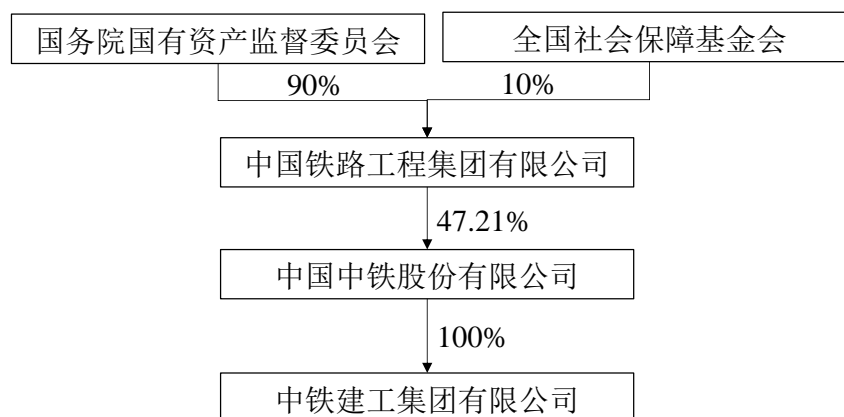 国务院国有资产监督委员会
全国社会保障基金会
90%
10%
中国铁路工程集团有限公司
47.21%
中国中铁股份有限公司
100%
中铁建工集团有限公司